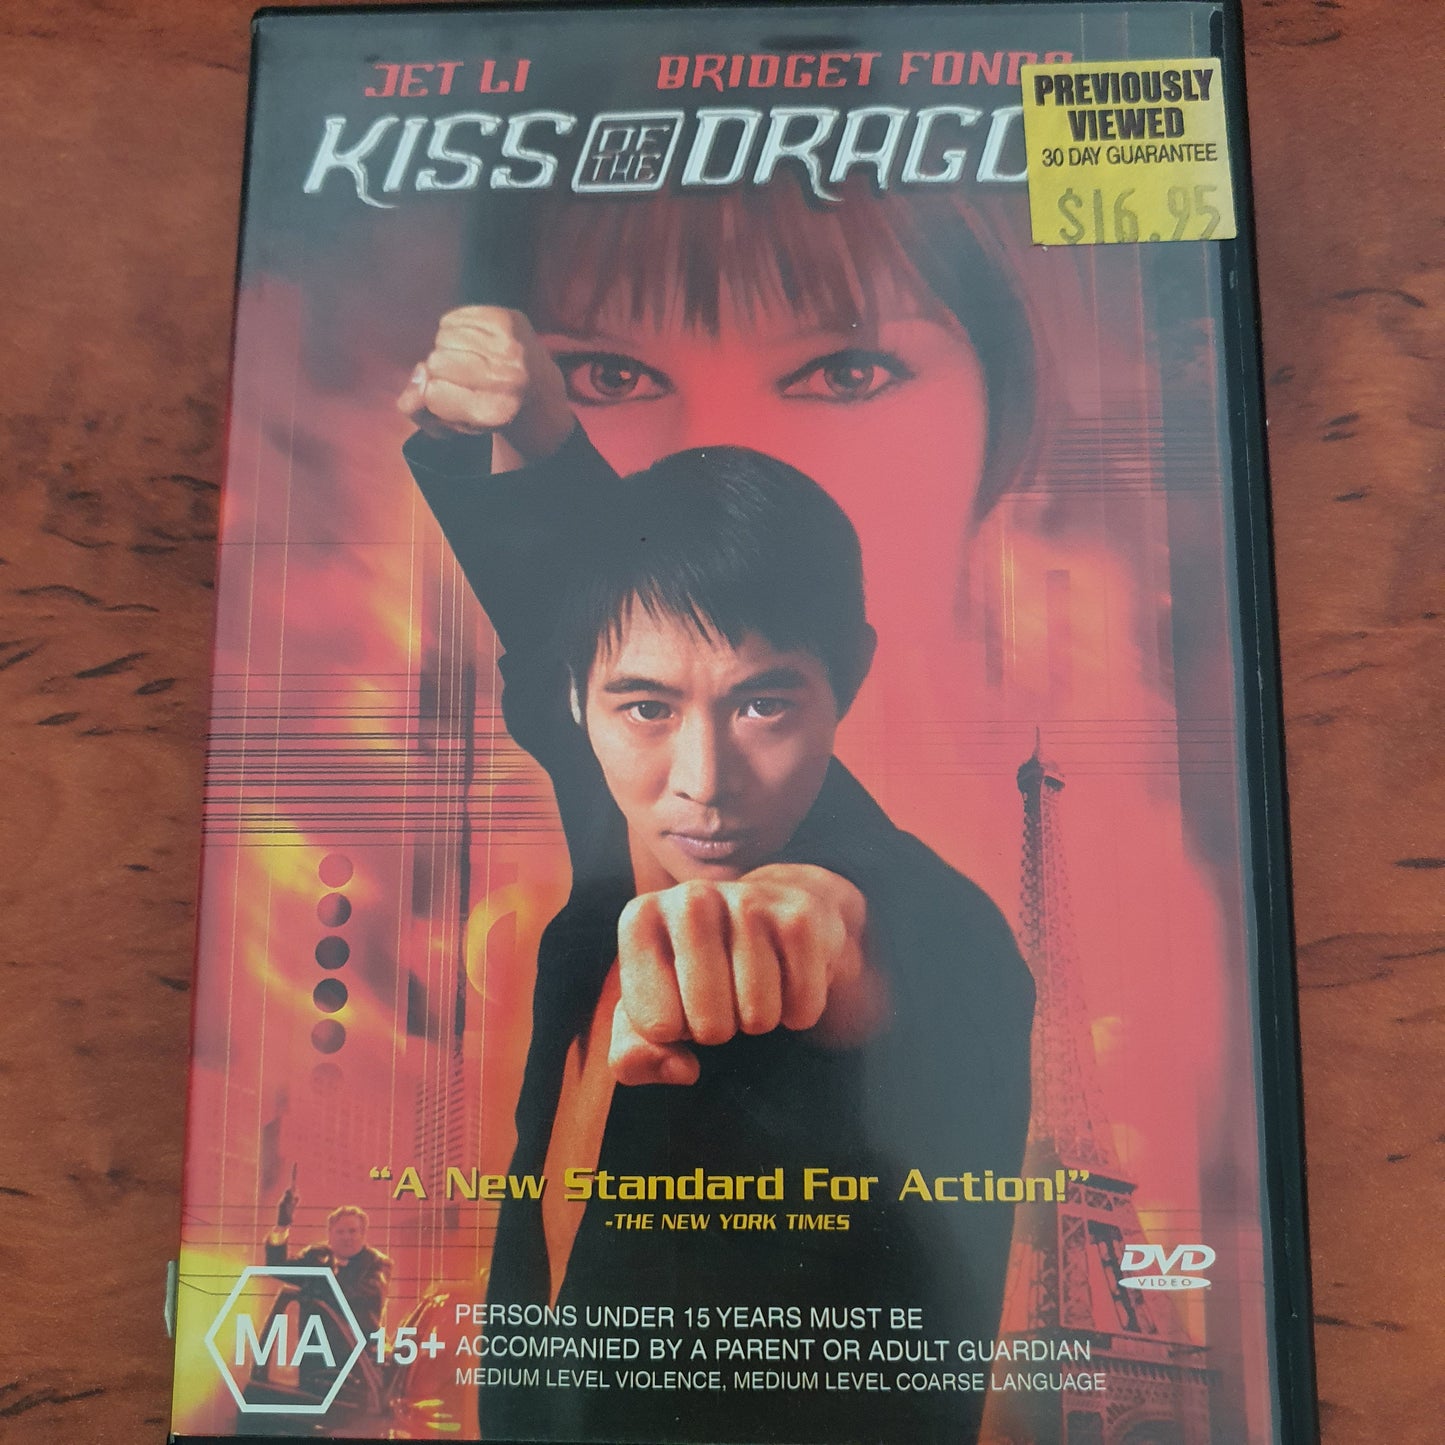 JET LI BRIDGET FONDA
KISS OF THE DRAGO
PREVIOUSLY
VIEWED
30 DAY GUARANTEE
$16.95
“A New Standard For Action!”
-THE NEW YORK TIMES
DVD
VIDEO
MA 15+
PERSONS UNDER 15 YEARS MUST BE
ACCOMPANIED BY A PARENT OR ADULT GUARDIAN
MEDIUM LEVEL VIOLENCE, MEDIUM LEVEL COARSE LANGUAGE